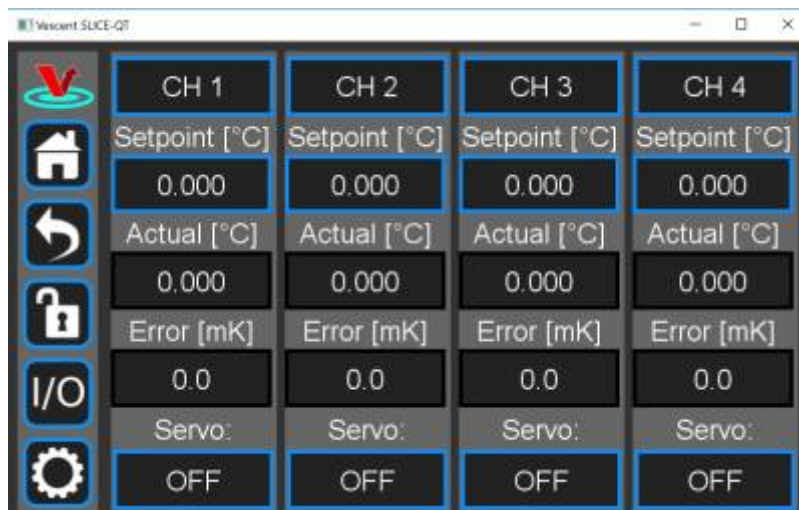 Vescent SLICE-QT
CH 1 CH 2 CH 3 CH 4
Setpoint [°C] Setpoint [°C] Setpoint [°C] Setpoint [°C]
0.000 0.000 0.000 0.000
Actual [°C] Actual [°C] Actual [°C] Actual [°C]
0.000 0.000 0.000 0.000
Error [mK] Error [mK] Error [mK] Error [mK]
I/O 0.0 0.0 0.0 0.0
Servo: Servo: Servo: Servo:
OFF OFF OFF OFF